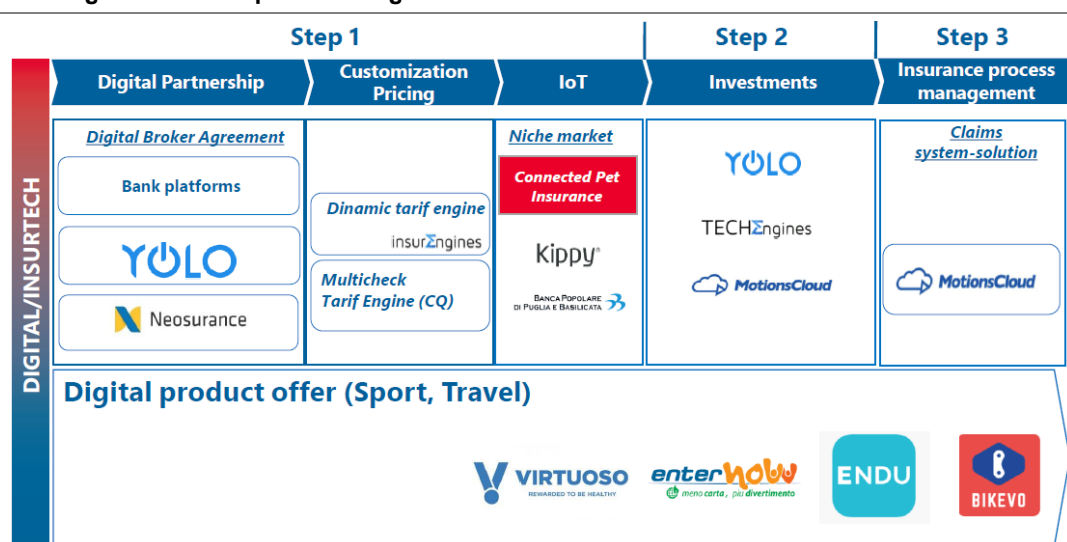 Step 1
Step 2
Step 3
Digital Partnership
Customization
Pricing
IoT
Investments
Insurance process
management
DIGITAL/INSURTECH
Digital Broker Agreement
Bank platforms
YOLO
Neosurance
Dinamic tarif engine
insurΣngines
Multicheck
Tarif Engine (CQ)
Niche market
Connected Pet
Insurance
Kippy®
BANCA POPOLARE
DI PUGLIA E BASILICATA
YOLO
TECHΣngines
MotionsCloud
Claims
system-solution
MotionsCloud
Digital product offer (Sport, Travel)
VIRTUOSO
REWARDED TO BE HEALTHY
enternow
meno carta, più divertimento
ENDU
BIKEVO